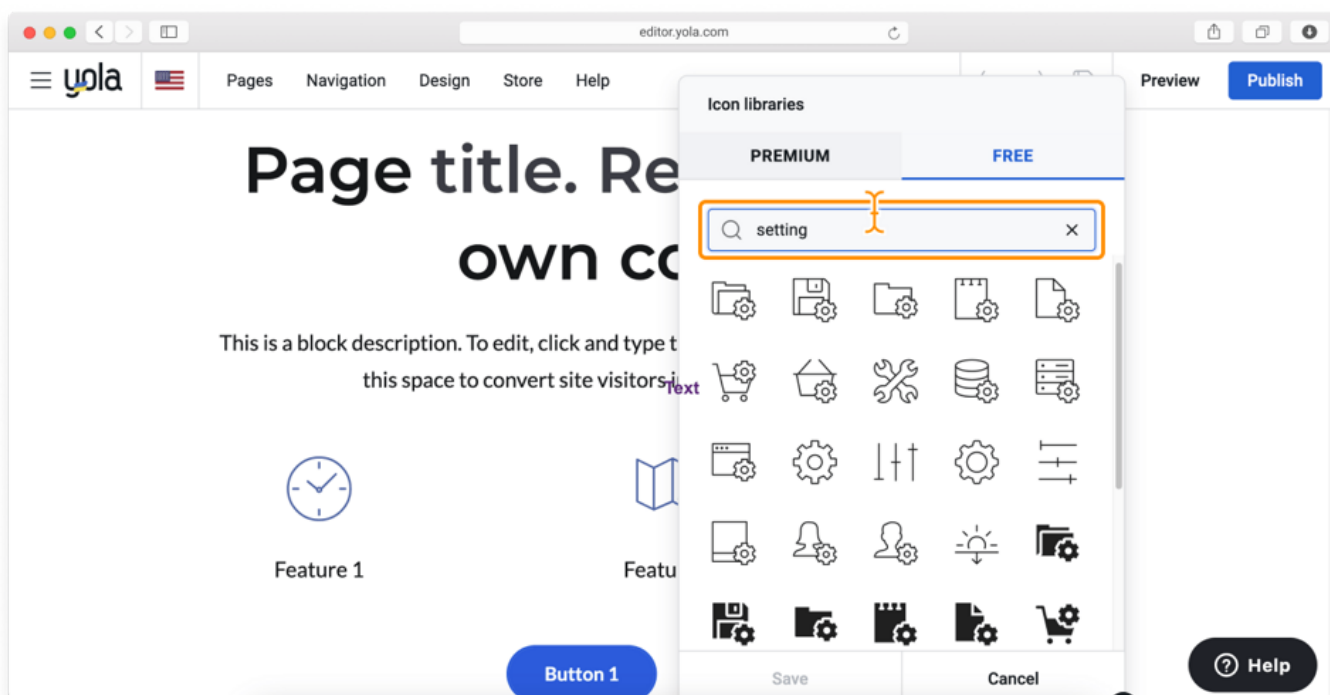 editor.yola.com
yola
Pages Navigation Design Store Help
Preview
Publish
Icon libraries
PREMIUM
FREE
setting
Page title. Re
own co
This is a block description. To edit, click and type t
this space to convert site visitors i
Text
Feature 1
Featu
Button 1
Save
Cancel
Help